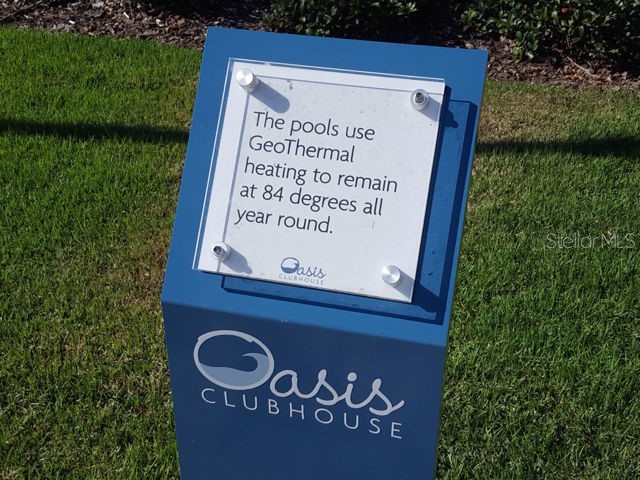 The pools use
GeoThermal
heating to remain
at 84 degrees all
year round.
Oasis
CLUBHOUSE
Oasis
CLUBHOUSE
StellarMLS